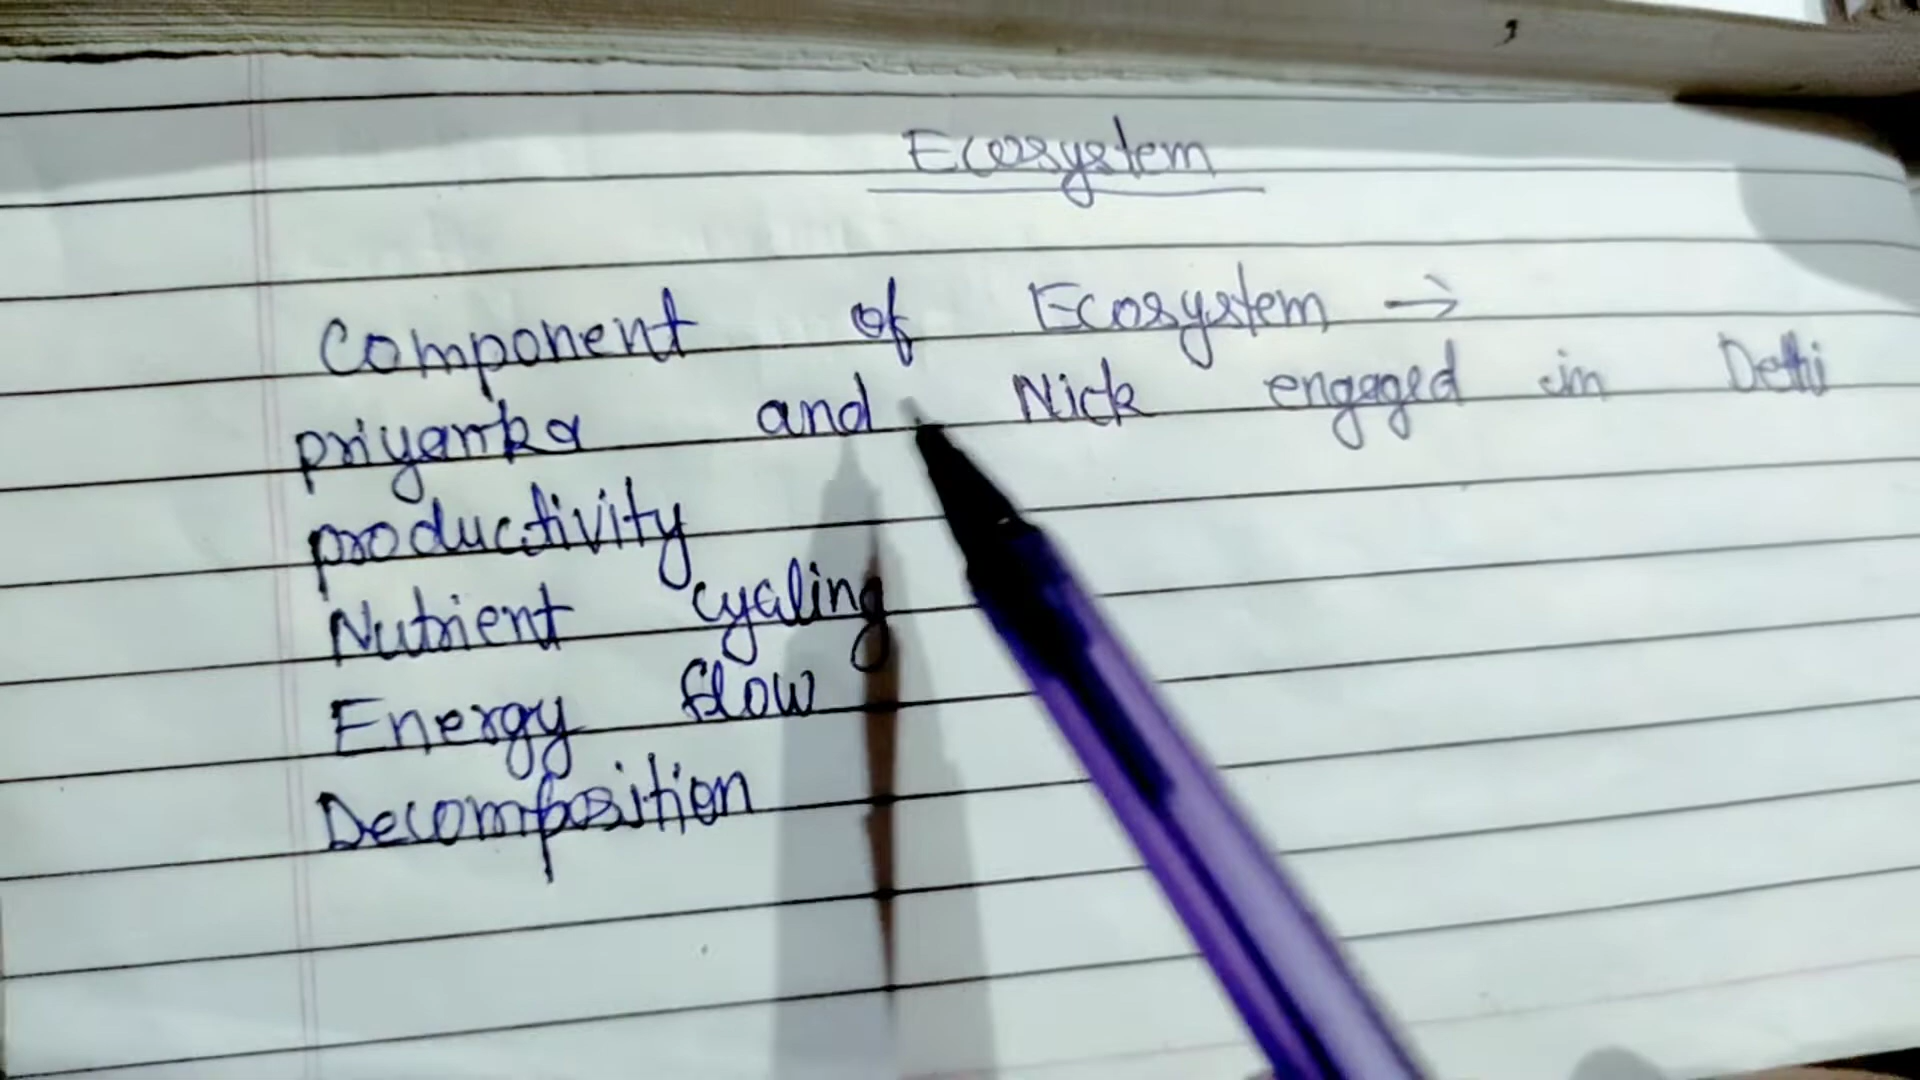 Ecosystem
Component of Ecosystem →
priyanka and Nick engaged in Delhi
productivity
Nutrient cycling
Energy flow
Decomposition